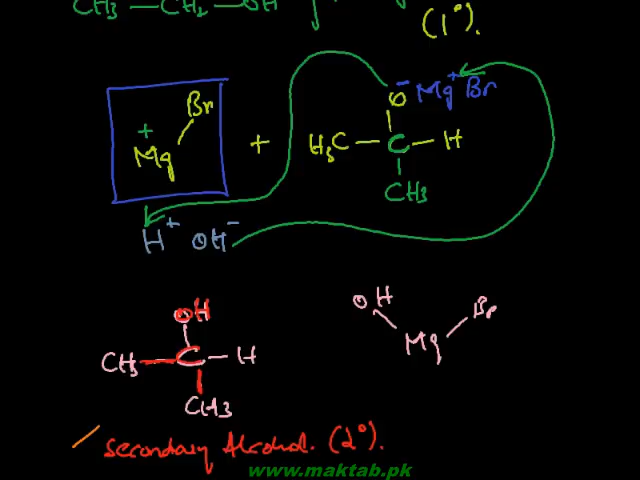 CH3 — CH2 — OH
(1°).
Br
+
Mg
+
O⁻ Mg⁺ Br
H3C — C — H
CH3
H⁺ OH⁻
OH
CH3 — C — H
CH3
OH Br
Mg
secondary Alcohol. (2°).
www.maktab.pk